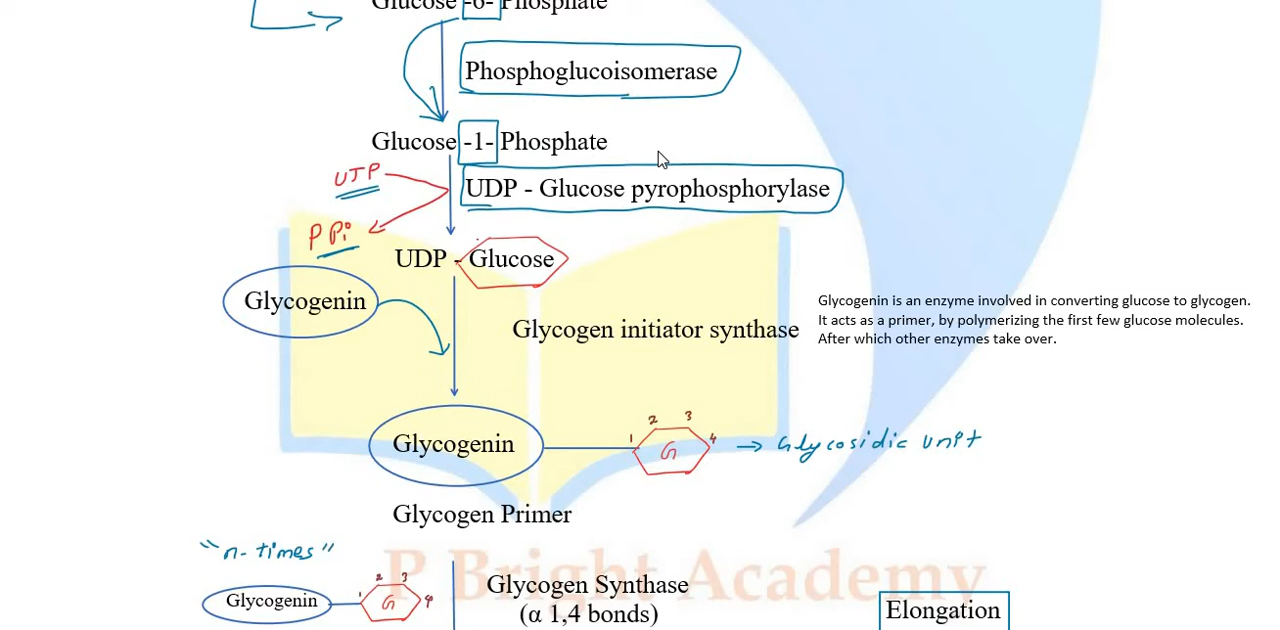 Glucose -6- Phosphate
Phosphoglucoisomerase
Glucose -1- Phosphate
UTP
UDP - Glucose pyrophosphorylase
PPi
UDP - Glucose
Glycogenin
Glycogenin is an enzyme involved in converting glucose to glycogen.
It acts as a primer, by polymerizing the first few glucose molecules.
After which other enzymes take over.
Glycogen initiator synthase
2 3
1 4
Glycogenin G → Glycosidic unit
Glycogen Primer
"n-times"
P Bright Academy
2 3
Glycogen Synthase
Glycogenin 1 G 4
(α 1,4 bonds)
Elongation